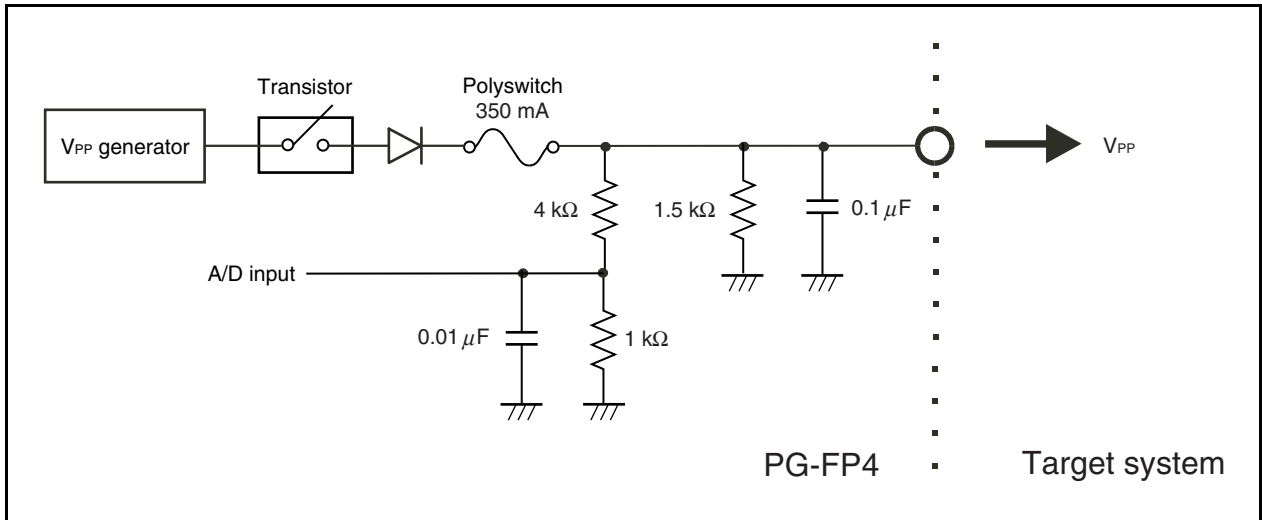 Transistor
Polyswitch
350 mA
VPP generator
VPP
4 kΩ
1.5 kΩ
0.1 μF
A/D input
0.01 μF
1 kΩ
PG-FP4
Target system